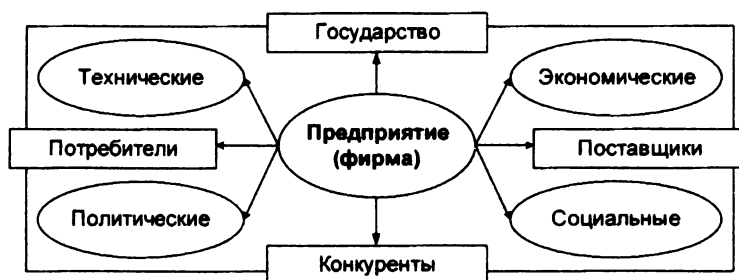 Государство
Технические
Экономические
Предприятие
(фирма)
Потребители
Поставщики
Политические
Социальные
Конкуренты